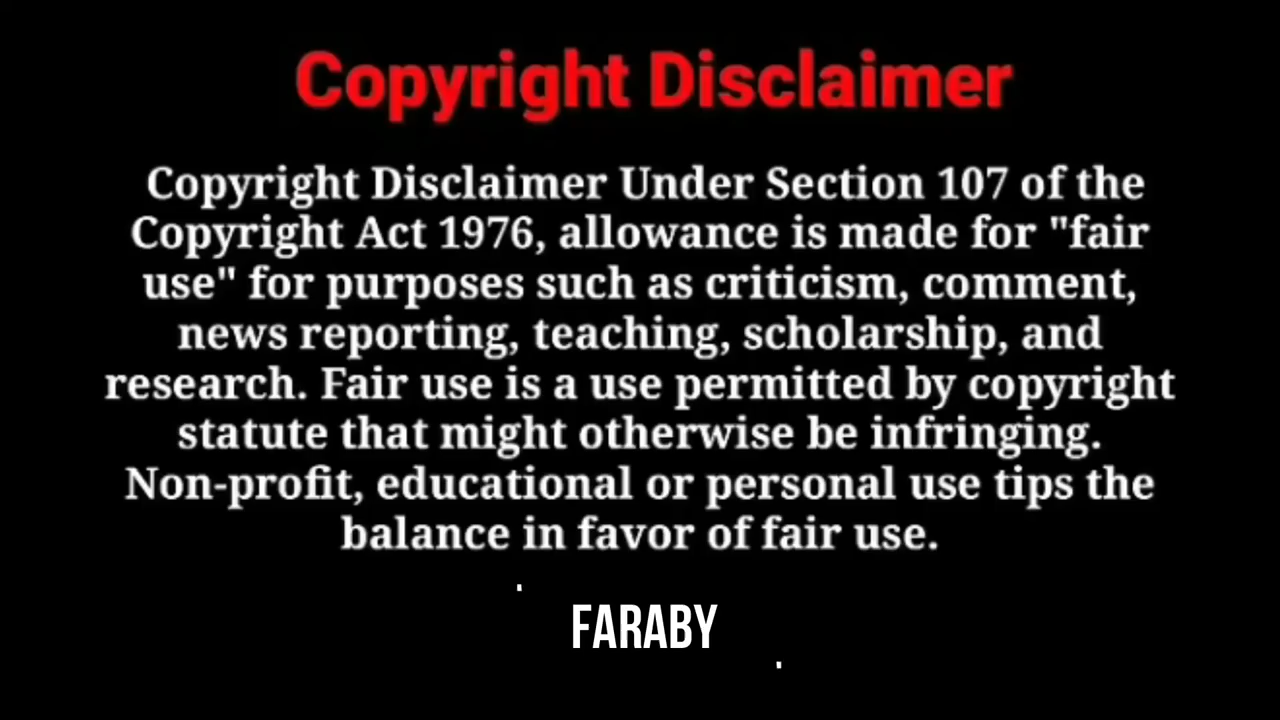 Copyright Disclaimer
Copyright Disclaimer Under Section 107 of the
Copyright Act 1976, allowance is made for "fair
use" for purposes such as criticism, comment,
news reporting, teaching, scholarship, and
research. Fair use is a use permitted by copyright
statute that might otherwise be infringing.
Non-profit, educational or personal use tips the
balance in favor of fair use.
FARABY